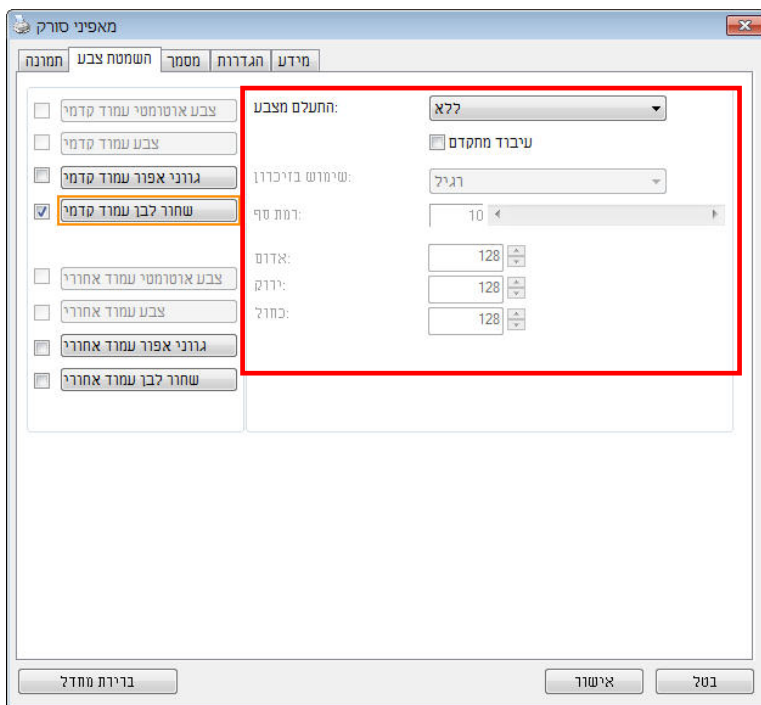 מאפיני סורק
תמונה
השמטת צבע
מסמך
הגדרות
מידע
צבע אוטומטי עמוד קדמי
צבע עמוד קדמי
גווני אפור עמוד קדמי
שחור לבן עמוד קדמי
צבע אוטומטי עמוד אחורי
צבע עמוד אחורי
גווני אפור עמוד אחורי
שחור לבן עמוד אחורי
התעלם מצבע: ללא
עיבוד מתקדם
שימוש בזיכרון: רגיל
רמת סף: 10
אדום: 128
ירוק: 128
כחול: 128
ברירת מחדל
אישור
בטל